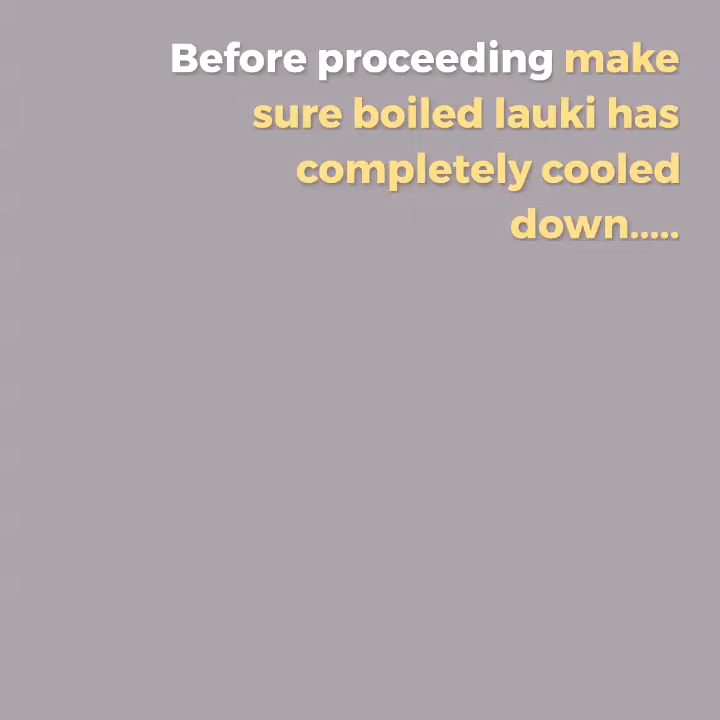 Before proceeding make
sure boiled lauki has
completely cooled
down.....